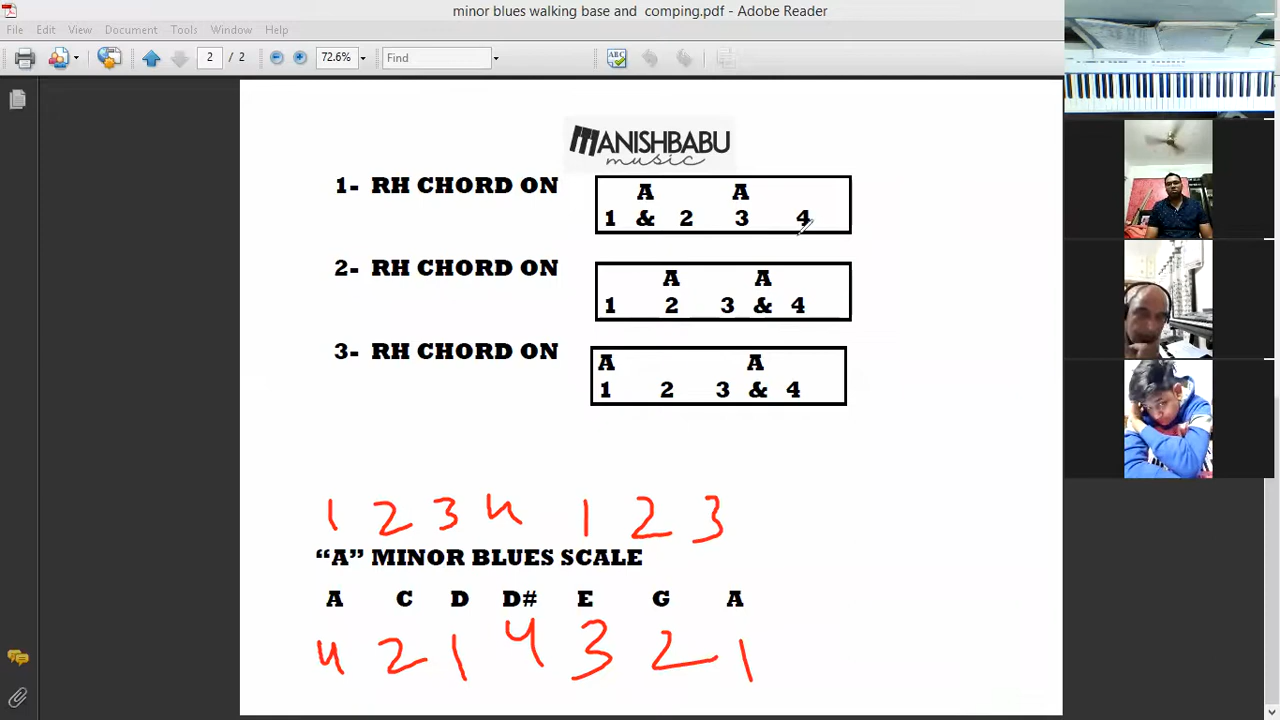 minor blues walking base and comping.pdf - Adobe Reader
File Edit View Document Tools Window Help
2 / 2 72.6% Find
MANISHBABU
music
1- RH CHORD ON
A A
1 & 2 3 4
2- RH CHORD ON
A A
1 2 3 & 4
3- RH CHORD ON
A A
1 2 3 & 4
1 2 3 4 1 2 3
“A” MINOR BLUES SCALE
A C D D# E G A
4 2 1 4 3 2 1